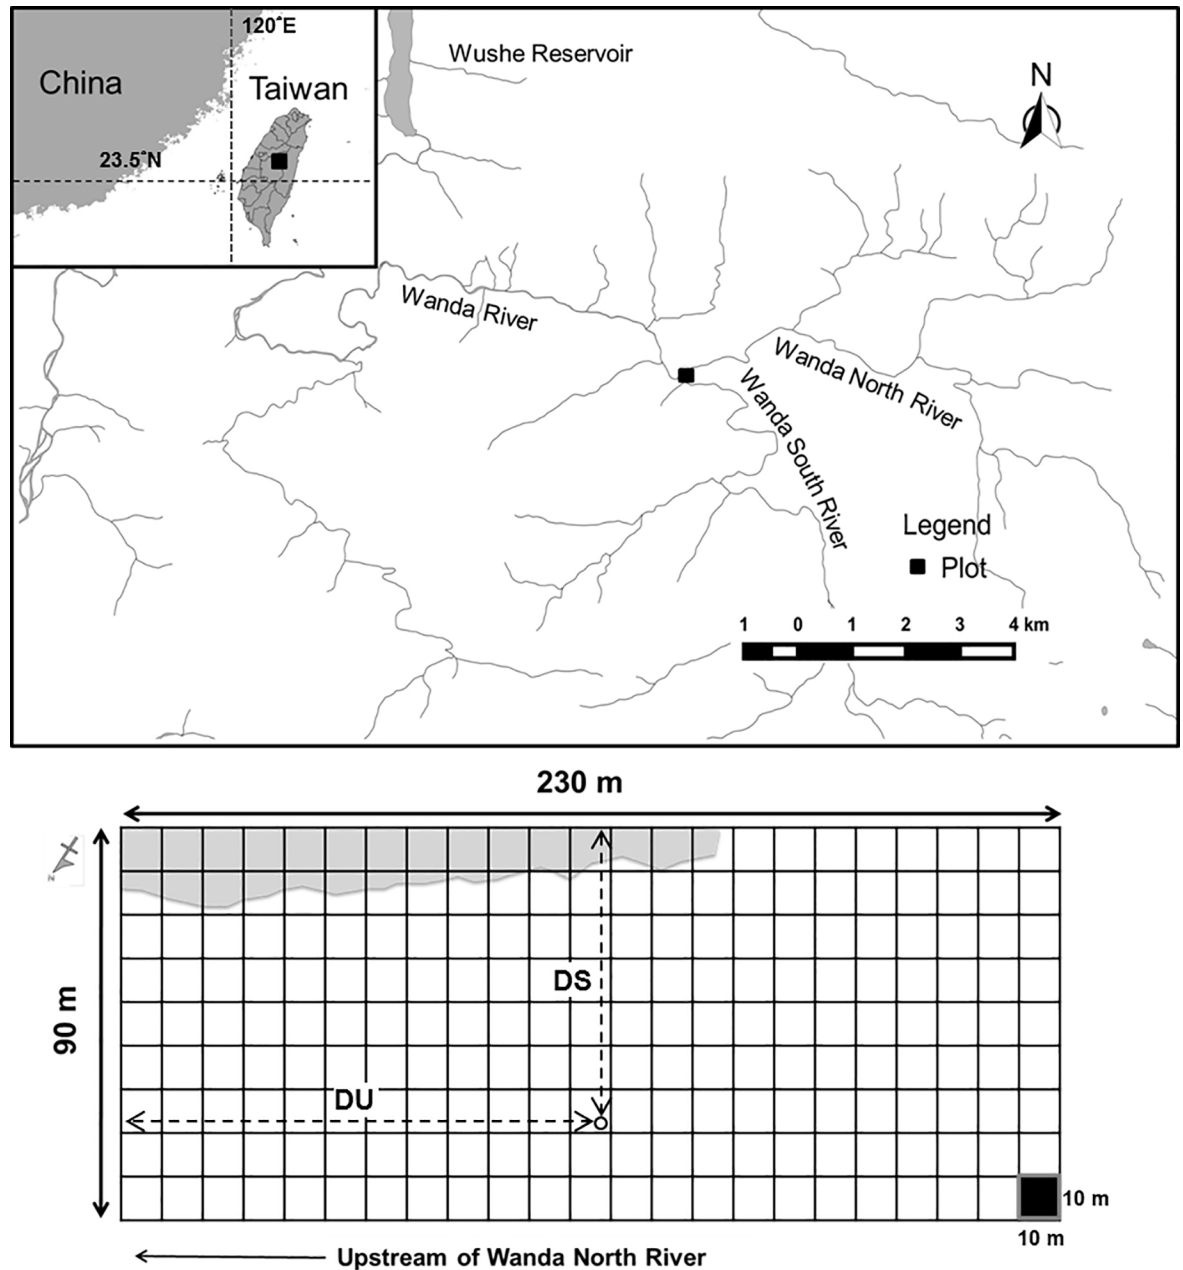 120°E
China
Taiwan
23.5°N
Wushe Reservoir
N
Wanda River
Wanda North River
Wanda South River
Legend
Plot
1 0 1 2 3 4 km
230 m
N
90 m
DS
DU
10 m
10 m
Upstream of Wanda North River